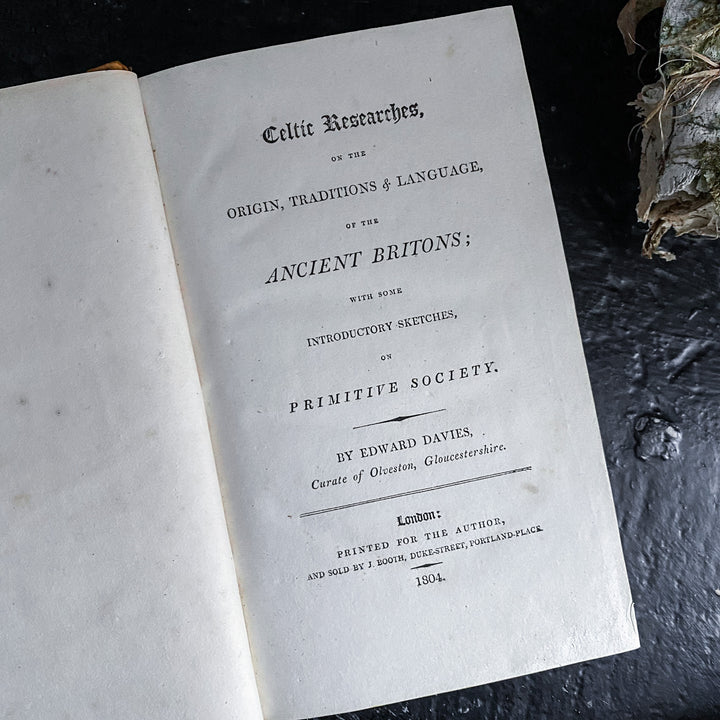 Celtic Researches,
ON THE
ORIGIN, TRADITIONS & LANGUAGE,
OF THE
ANCIENT BRITONS;
WITH SOME
INTRODUCTORY SKETCHES,
ON
PRIMITIVE SOCIETY.
BY EDWARD DAVIES,
Curate of Olveston, Gloucestershire.
London:
PRINTED FOR THE AUTHOR,
AND SOLD BY J. BOOTH, DUKE-STREET, PORTLAND-PLACE.
1804.